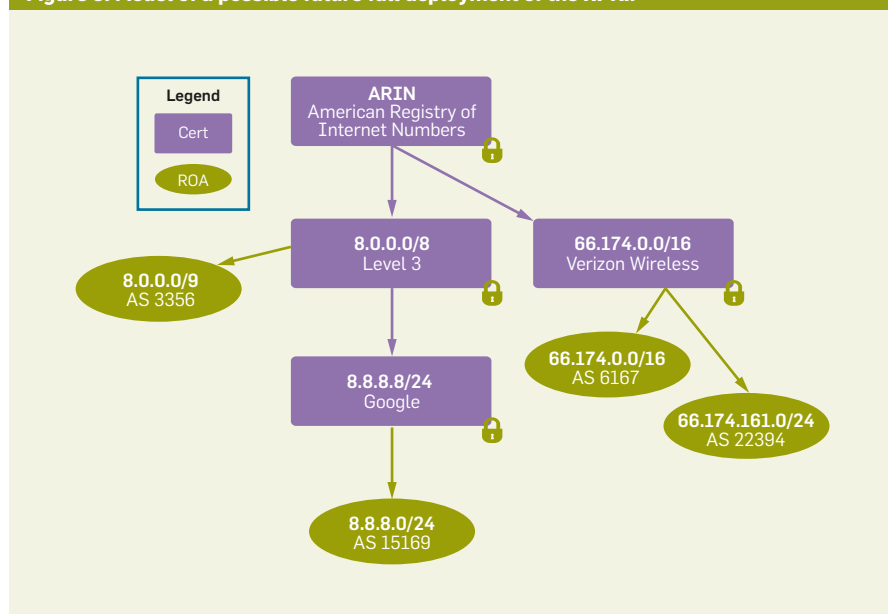 Legend
Cert
ROA
ARIN
American Registry of
Internet Numbers
8.0.0.0/8
Level 3
66.174.0.0/16
Verizon Wireless
8.0.0.0/9
AS 3356
8.8.8.8/24
Google
66.174.0.0/16
AS 6167
66.174.161.0/24
AS 22394
8.8.8.0/24
AS 15169